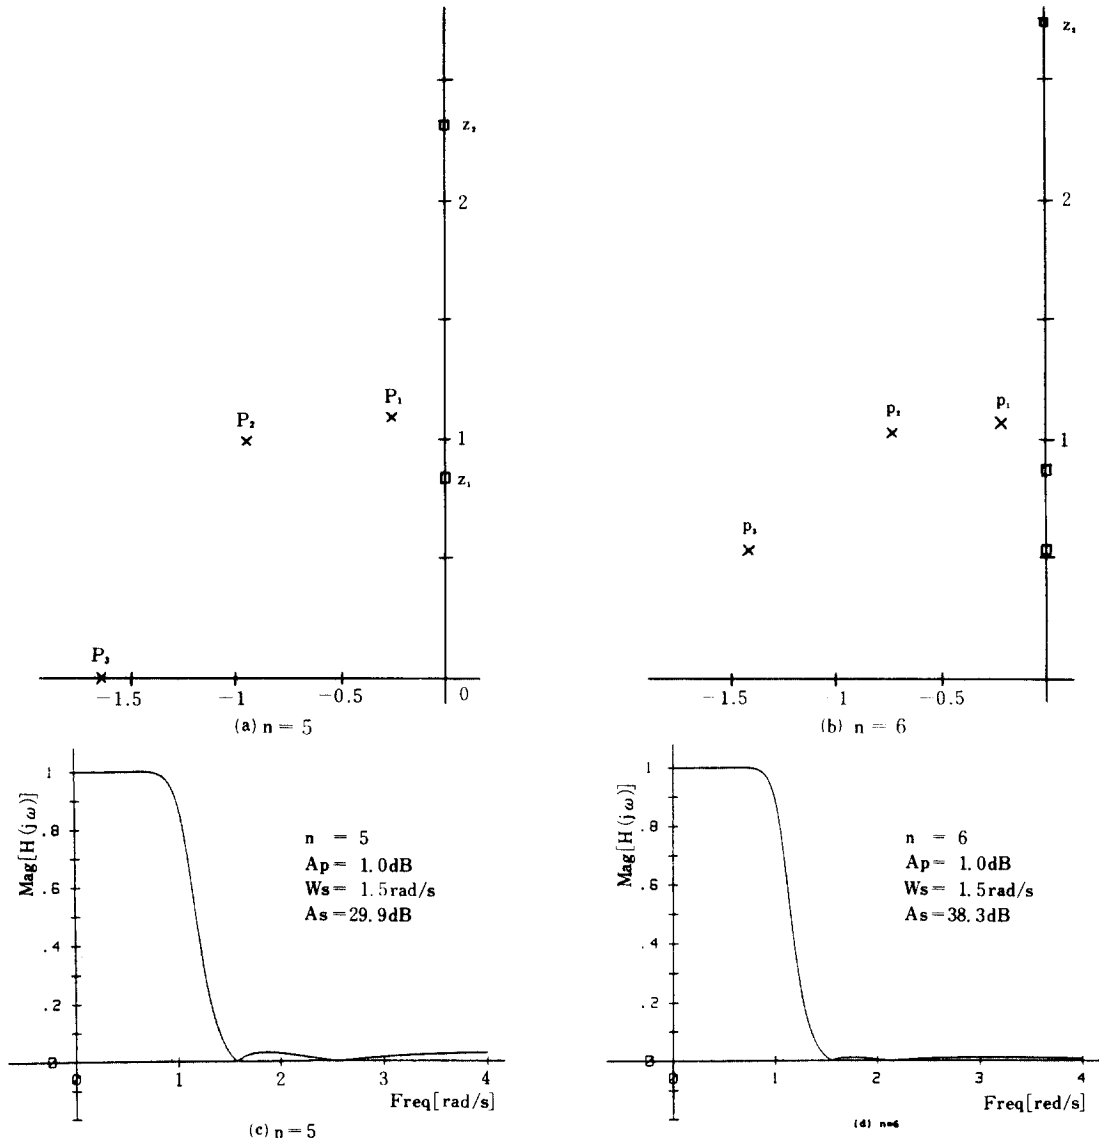 z₂
2
P₁
P₂
1
z₁
P₃
−1.5 −1 −0.5 0
(a) n = 5
z₃
2
p₂ p₁
1
p₃
−1.5 −1 −0.5
(b) n = 6
Mag[H(jω)]
1
.8
.6
.4
.2
0
n = 5
Ap= 1.0dB
Ws= 1.5rad/s
As=29.9dB
0 1 2 3 4
Freq[rad/s]
(c) n=5
Mag[H(jω)]
1
.8
.6
.4
.2
0
n = 6
Ap= 1.0dB
Ws= 1.5rad/s
As=38.3dB
0 1 2 3 4
Freq[red/s]
(d) n=6